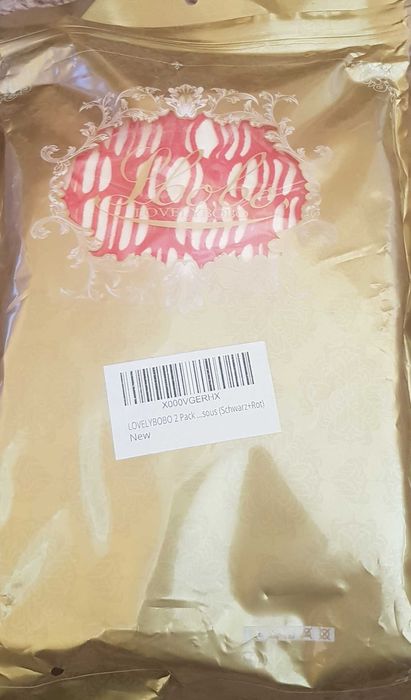 LOVELYBOBO
X000VGERHX
LOVELYBOBO 2 Pack ...sous (Schwarz+Rot)
New